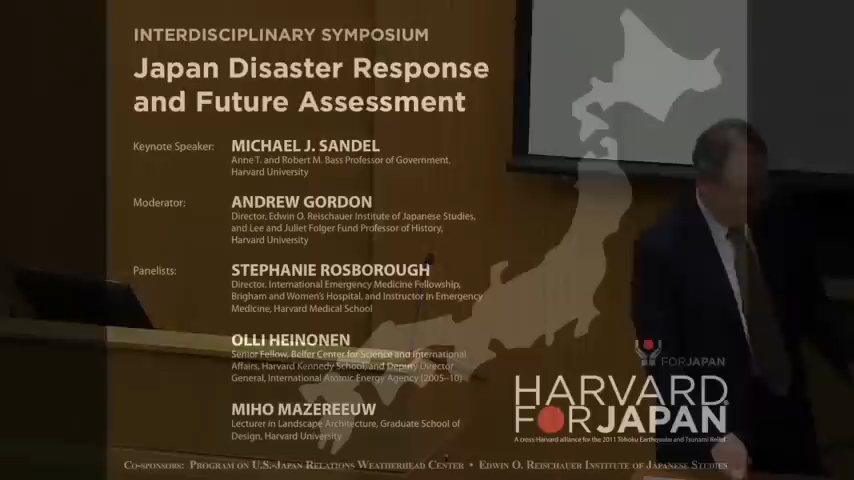 INTERDISCIPLINARY SYMPOSIUM
Japan Disaster Response
and Future Assessment
Keynote Speaker: MICHAEL J. SANDEL
Anne T. and Robert M. Bass Professor of Government,
Harvard University
Moderator: ANDREW GORDON
Director, Edwin O. Reischauer Institute of Japanese Studies,
and Lee and Juliet Folger Fund Professor of History,
Harvard University
Panelists: STEPHANIE ROSBOROUGH
Director, International Emergency Medicine Fellowship,
Brigham and Women's Hospital, and Instructor in Emergency
Medicine, Harvard Medical School
OLLI HEINONEN
Senior Fellow, Belfer Center for Science and International
Affairs, Harvard Kennedy School, and Deputy Director
General, International Atomic Energy Agency (2005–10)
MIHO MAZEREEUW
Lecturer in Landscape Architecture, Graduate School of
Design, Harvard University
FORJAPAN
HARVARD
FORJAPAN
A cross-Harvard alliance for the 2011 Tohoku Earthquake and Tsunami Relief
CO-SPONSORS: PROGRAM ON U.S.-JAPAN RELATIONS WEATHERHEAD CENTER • EDWIN O. REISCHAUER INSTITUTE OF JAPANESE STUDIES